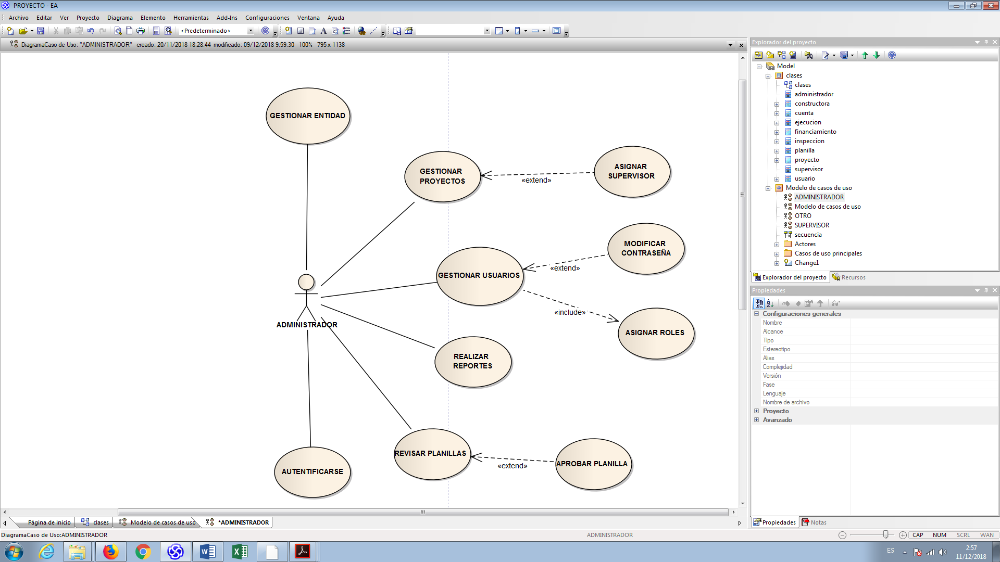 PROYECTO - EA
Archivo Editar Ver Proyecto Diagrama Elemento Herramientas Add-Ins Configuraciones Ventana Ayuda
<Predeterminado>
DiagramaCaso de Uso: "ADMINISTRADOR" creado: 20/11/2018 18:28:44 modificado: 09/12/2018 9:59:30 100% 795 x 1138
GESTIONAR ENTIDAD
GESTIONAR
PROYECTOS
«extend»
ASIGNAR
SUPERVISOR
MODIFICAR
CONTRASEÑA
«extend»
GESTIONAR USUARIOS
«include»
ASIGNAR ROLES
ADMINISTRADOR
REALIZAR
REPORTES
REVISAR PLANILLAS
«extend»
APROBAR PLANILLA
AUTENTIFICARSE
Página de inicio clases Modelo de casos de uso *ADMINISTRADOR
Explorador del proyecto
Model
clases
clases
administrador
constructora
cuenta
ejecucion
financiamiento
inspeccion
planilla
proyecto
supervisor
usuario
Modelo de casos de uso
ADMINISTRADOR
Modelo de casos de uso
OTRO
SUPERVISOR
secuencia
Actores
Casos de uso principales
Change1
Explorador del proyecto Recursos
Propiedades
Configuraciones generales
Nombre
Alcance
Tipo
Estereotipo
Alias
Complejidad
Versión
Fase
Lenguaje
Nombre de archivo
Proyecto
Avanzado
Propiedades Notas
DiagramaCaso de Uso:ADMINISTRADOR ADMINISTRADOR CAP NUM SCRL WAN
ES
2:57
11/12/2018